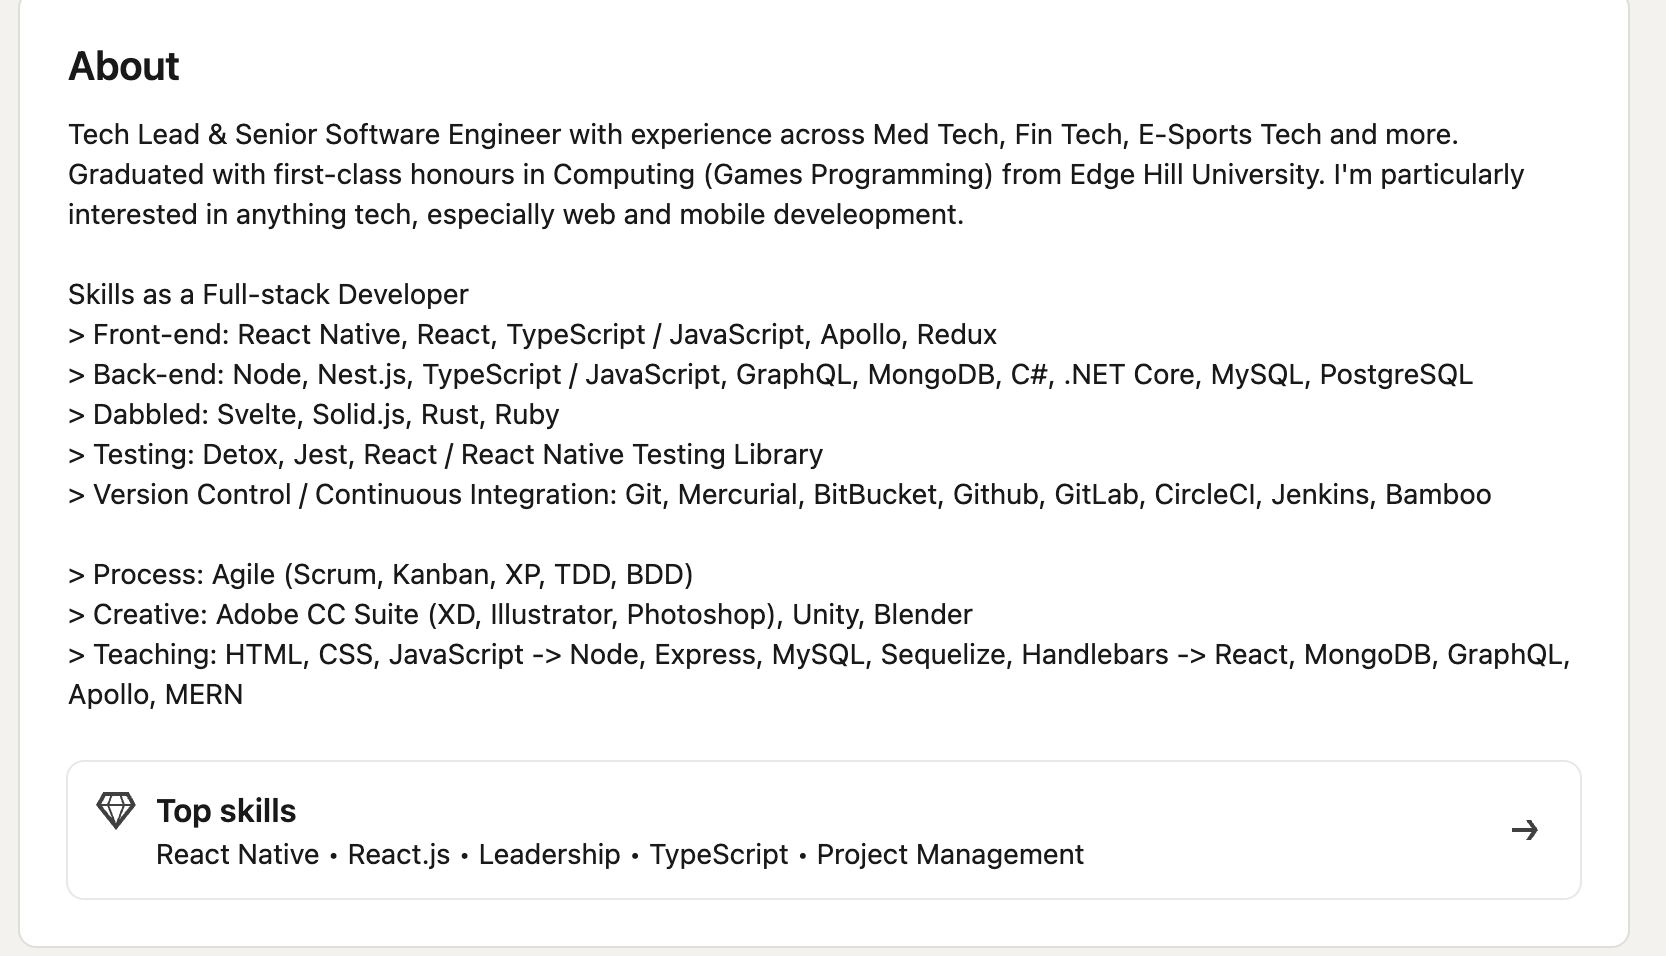 About
Tech Lead & Senior Software Engineer with experience across Med Tech, Fin Tech, E-Sports Tech and more.
Graduated with first-class honours in Computing (Games Programming) from Edge Hill University. I'm particularly
interested in anything tech, especially web and mobile develeopment.
Skills as a Full-stack Developer
> Front-end: React Native, React, TypeScript / JavaScript, Apollo, Redux
> Back-end: Node, Nest.js, TypeScript / JavaScript, GraphQL, MongoDB, C#, .NET Core, MySQL, PostgreSQL
> Dabbled: Svelte, Solid.js, Rust, Ruby
> Testing: Detox, Jest, React / React Native Testing Library
> Version Control / Continuous Integration: Git, Mercurial, BitBucket, Github, GitLab, CircleCI, Jenkins, Bamboo
> Process: Agile (Scrum, Kanban, XP, TDD, BDD)
> Creative: Adobe CC Suite (XD, Illustrator, Photoshop), Unity, Blender
> Teaching: HTML, CSS, JavaScript -> Node, Express, MySQL, Sequelize, Handlebars -> React, MongoDB, GraphQL,
Apollo, MERN
Top skills
React Native • React.js • Leadership • TypeScript • Project Management